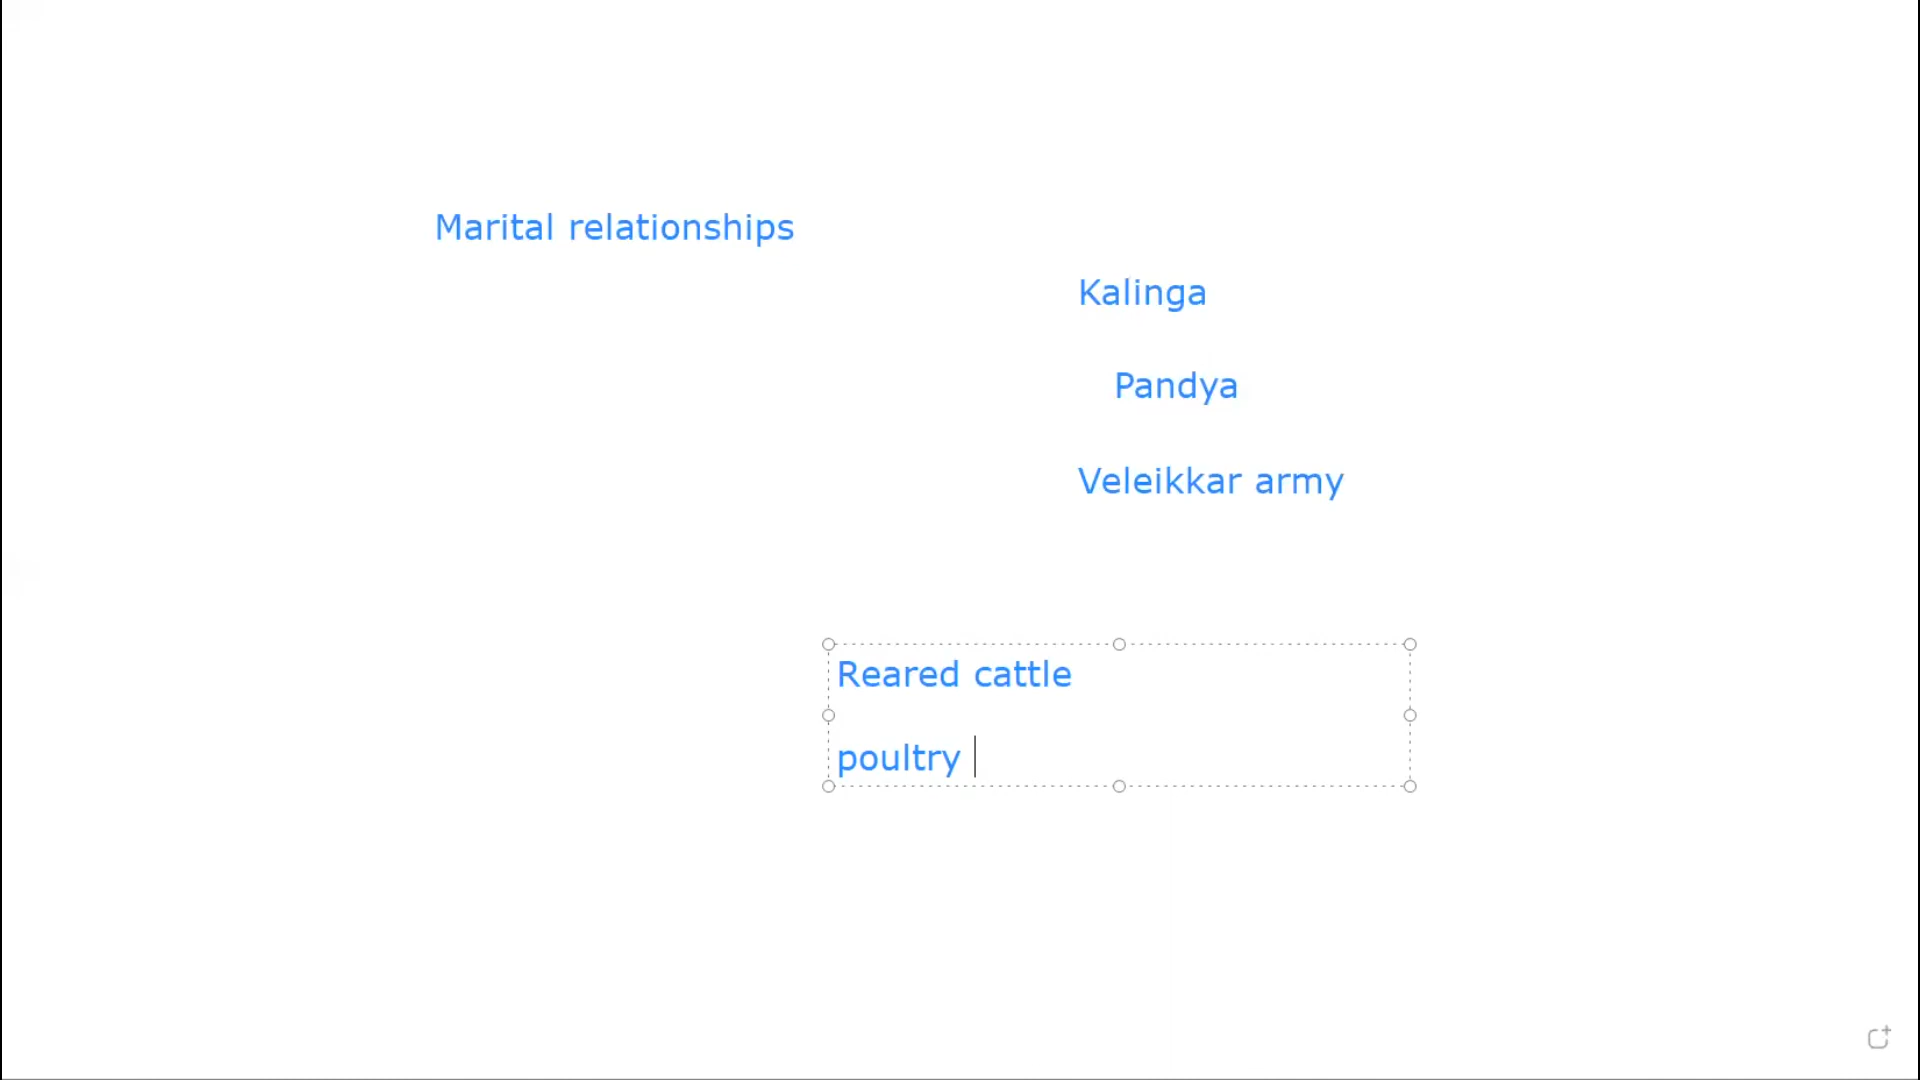 Marital relationships
Kalinga
Pandya
Veleikkar army
Reared cattle
poultry